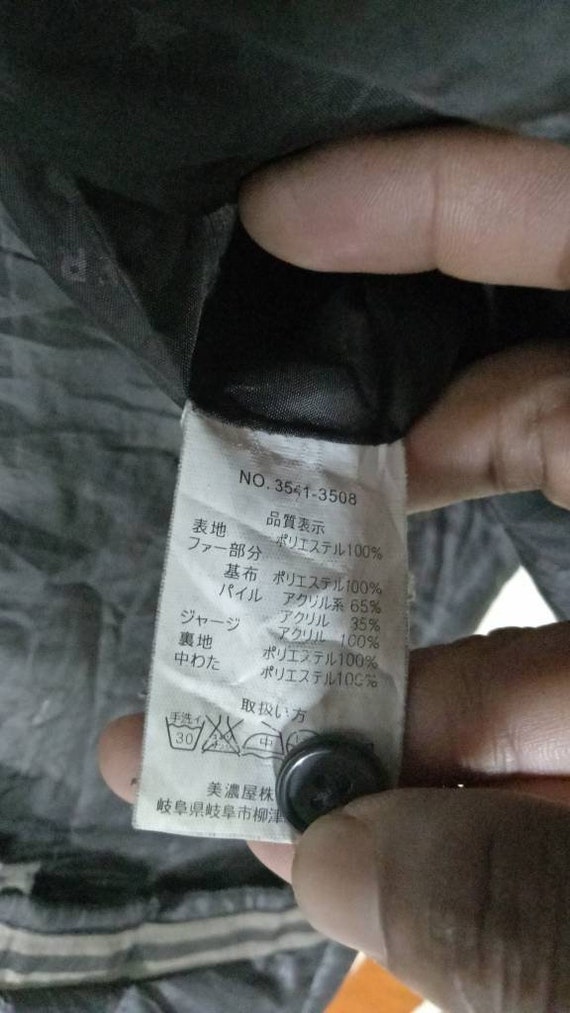 NO. 3541-3508
品質表示
表地 ポリエステル100%
ファー部分
基布 ポリエステル100%
パイル アクリル系 65%
アクリル 35%
ジャージ アクリル 100%
裏地 ポリエステル100%
中わた ポリエステル100%
取扱い方
手洗イ
30
中
美濃屋株
岐阜県岐阜市柳津